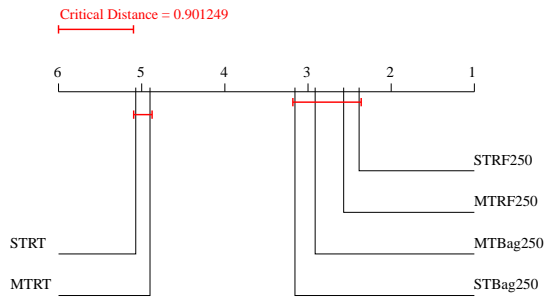 Critical Distance = 0.901249
6 5 4 3 2 1
STRF250
MTRF250
STRT MTBag250
MTRT STBag250